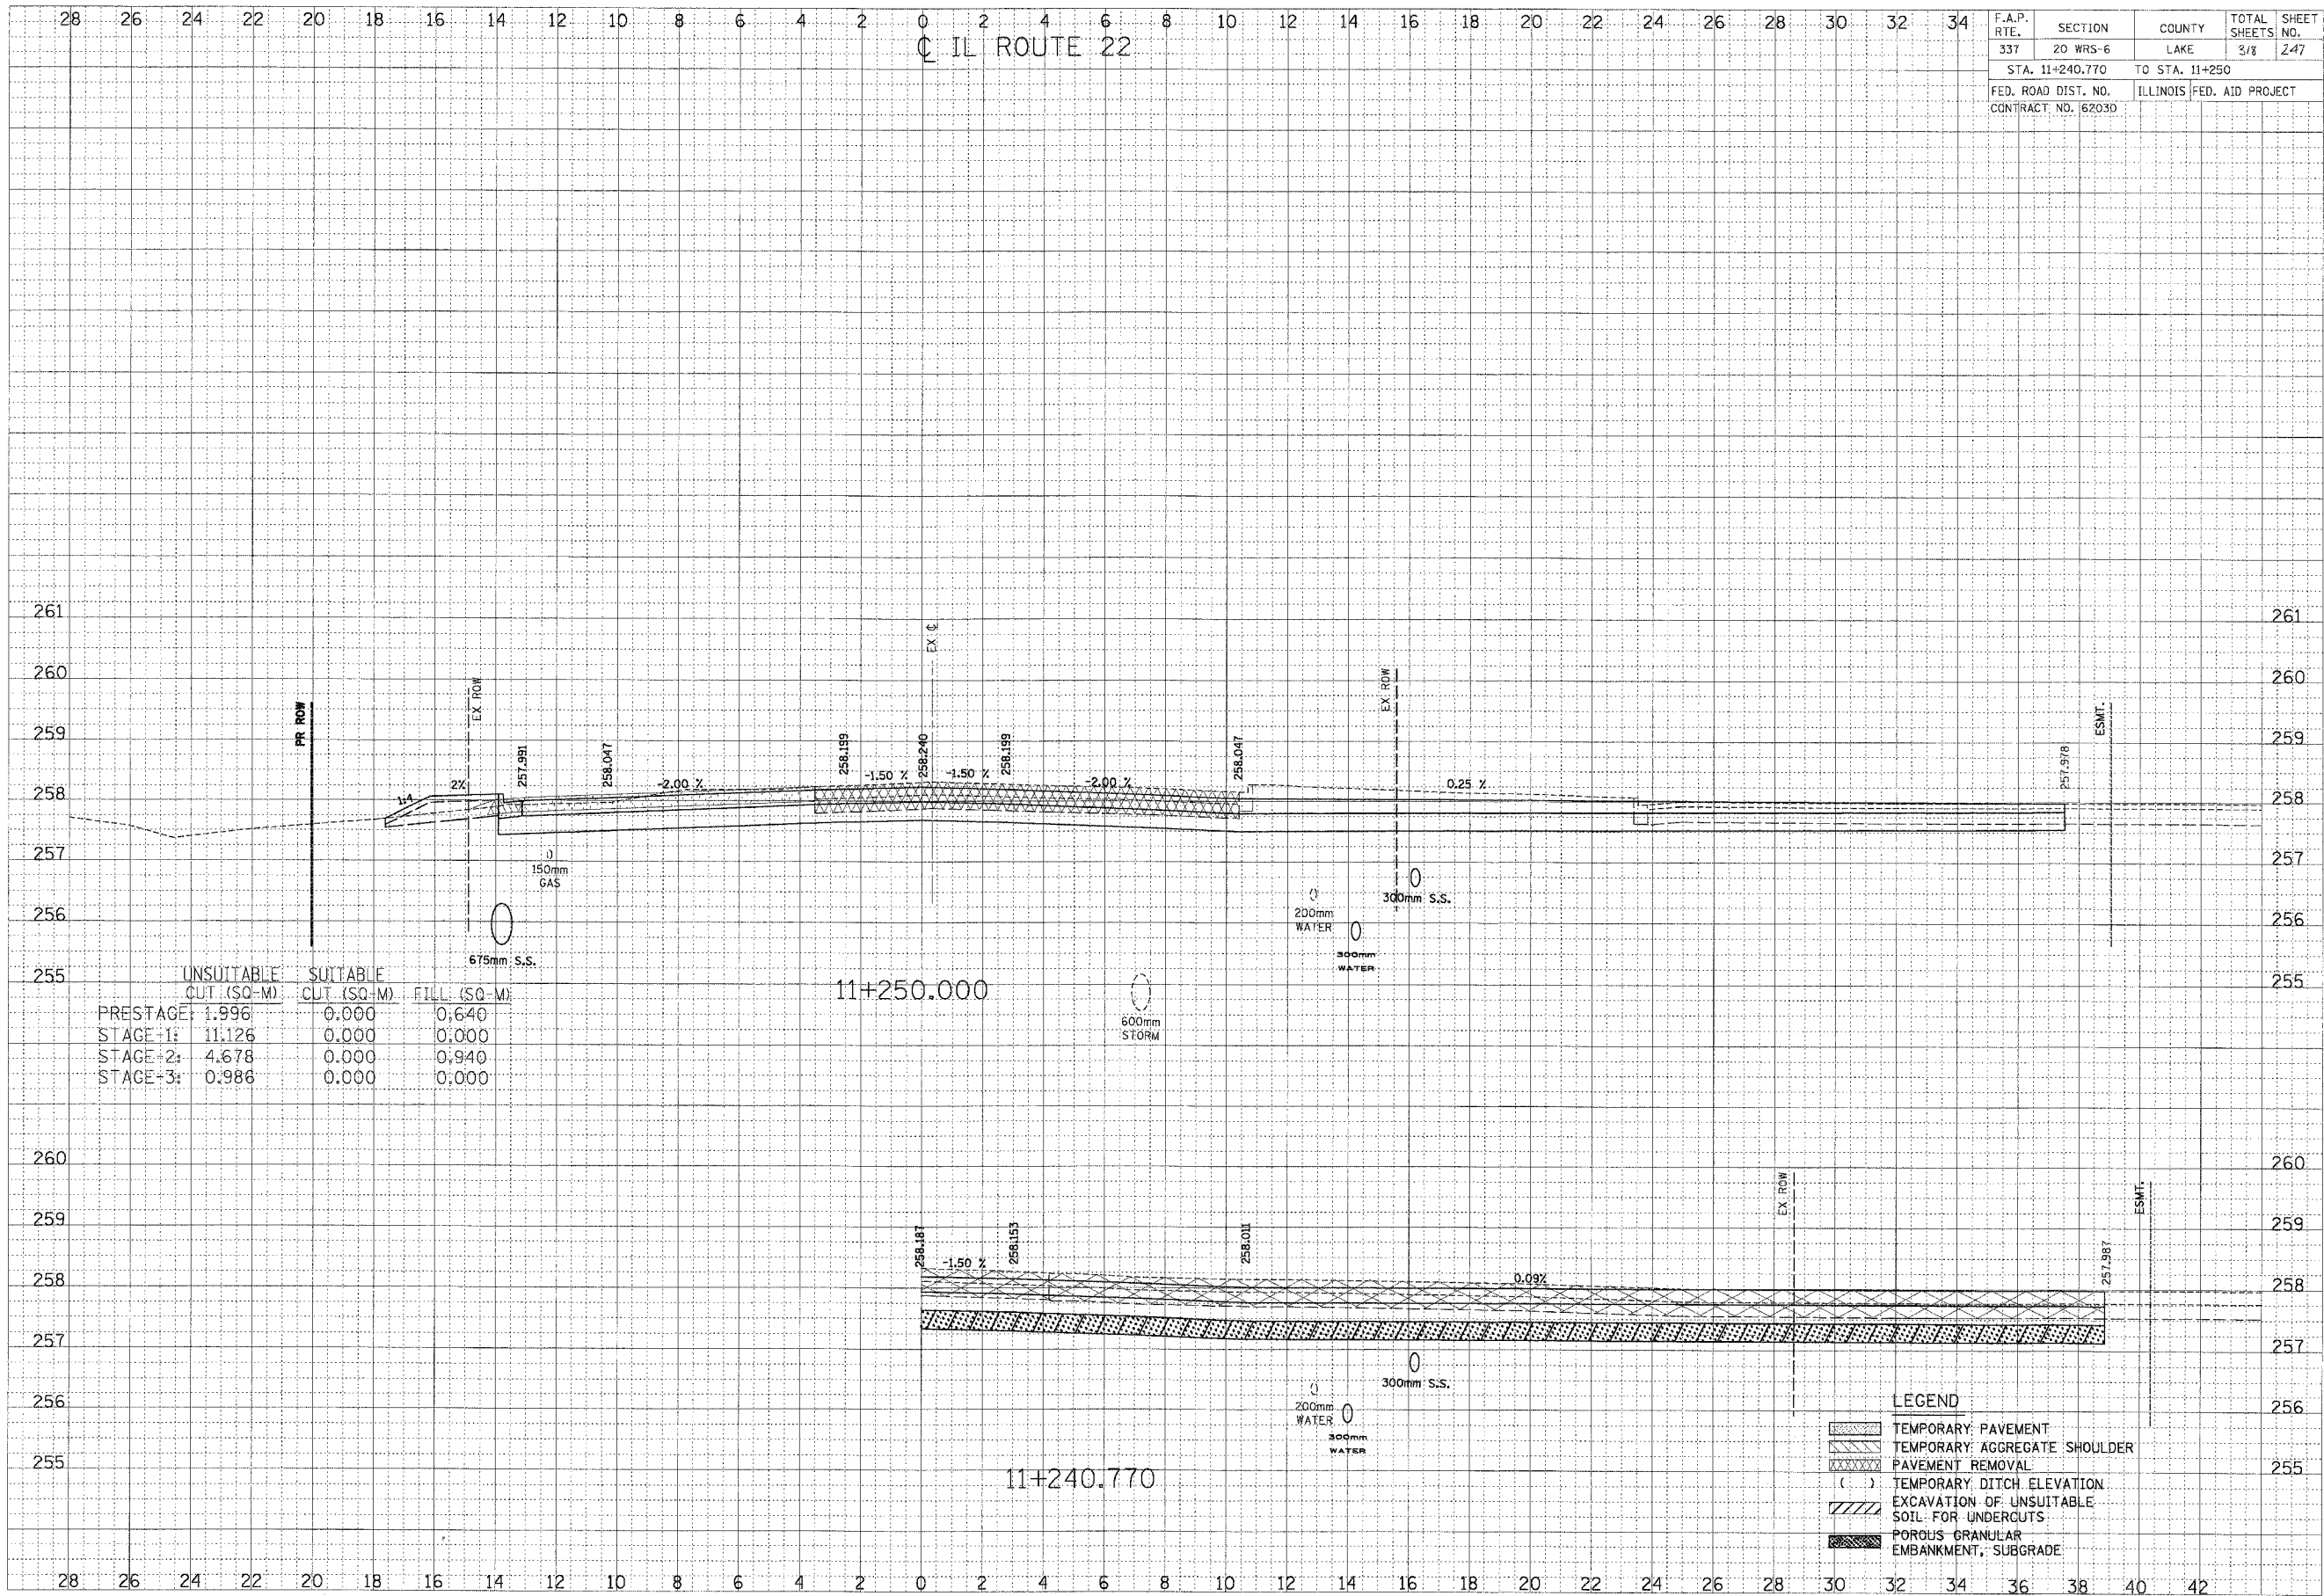 28 26 24 22 20 18 16 14 12 10 8 6 4 2 0 2 4 6 8 10 12 14 16 18 20 22 24 26 28 30 32 34
℄ IL ROUTE 22
F.A.P. RTE. SECTION COUNTY TOTAL SHEETS SHEET NO.
337 20 WRS-6 LAKE 318 247
STA. 11+240.770 TO STA. 11+250
FED. ROAD DIST. NO. ILLINOIS FED. AID PROJECT
CONTRACT NO. 62030
261 261
260 260
259 259
258 258
257 257
256 256
255 255
PR ROW
EX ROW
EX ℄
EX ROW
ESMT.
1:4
2%
257.991
258.047
-2.00 %
258.199
-1.50 %
258.240
-1.50 %
258.199
-2.00 %
258.047
0.25 %
257.978
150mm
GAS
675mm S.S.
200mm
WATER
300mm
WATER
300mm S.S.
600mm
STORM
11+250.000
UNSUITABLE SUITABLE
CUT (SQ-M) CUT (SQ-M) FILL (SQ-M)
PRESTAGE: 1.996 0.000 0.640
STAGE-1: 11.126 0.000 0.000
STAGE-2: 4.678 0.000 0.940
STAGE-3: 0.986 0.000 0.000
260 260
259 259
258 258
257 257
256 256
255 255
EX ROW
ESMT.
258.187
-1.50 %
258.153
258.011
0.09%
257.987
300mm S.S.
200mm
WATER
300mm
WATER
11+240.770
LEGEND
TEMPORARY PAVEMENT
TEMPORARY AGGREGATE SHOULDER
PAVEMENT REMOVAL
( ) TEMPORARY DITCH ELEVATION
EXCAVATION OF UNSUITABLE
SOIL FOR UNDERCUTS
POROUS GRANULAR
EMBANKMENT, SUBGRADE
28 26 24 22 20 18 16 14 12 10 8 6 4 2 0 2 4 6 8 10 12 14 16 18 20 22 24 26 28 30 32 34 36 38 40 42